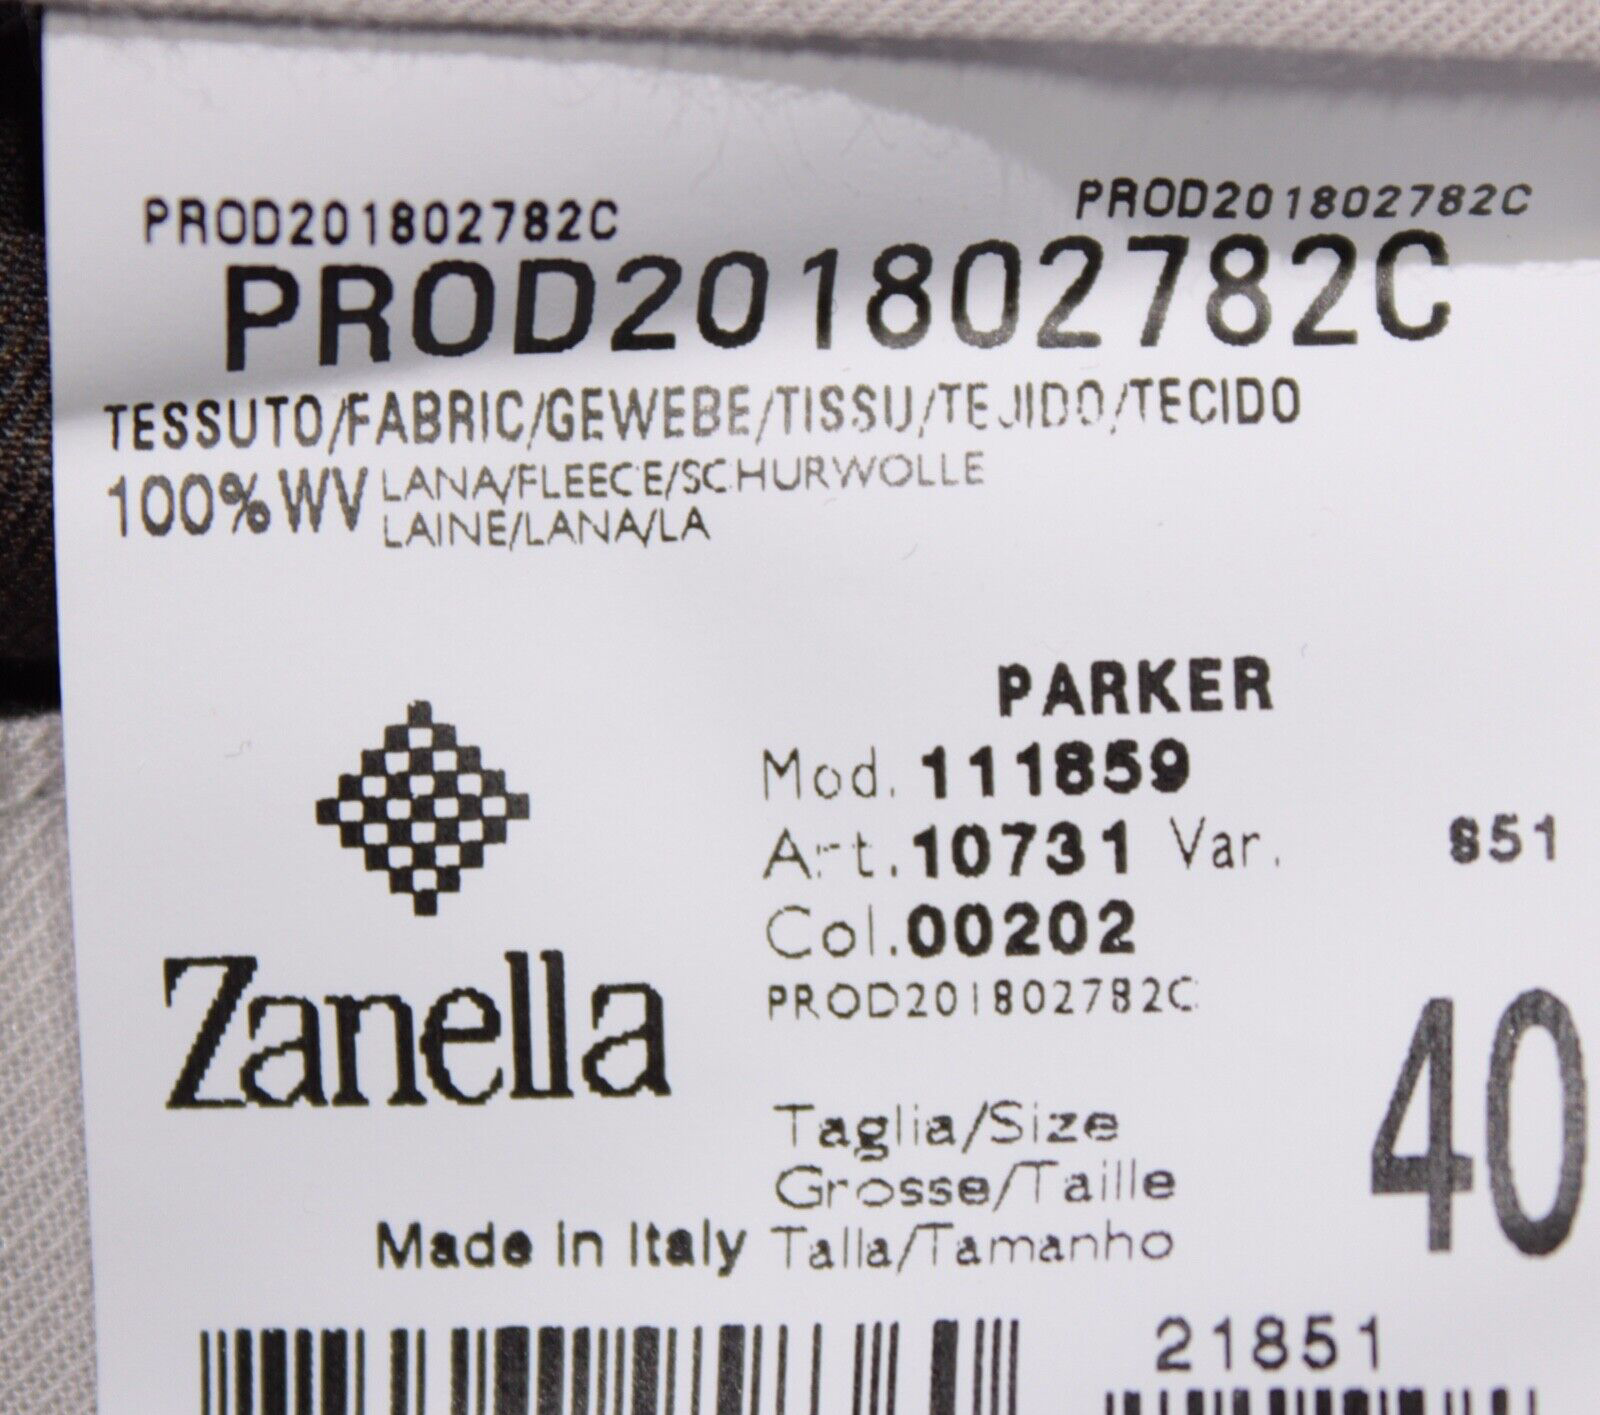 PROD201802782C
PROD201802782C
PROD201802782C
TESSUTO/FABRIC/GEWEBE/TISSU/TEJIDO/TECIDO
100%WV LANA/FLEECE/SCHURWOLLE
LAINE/LANA/LA
PARKER
Mod. 111859
Art. 10731 Var. S51
Col. 00202
PROD201802782C
Zanella
40
Taglia/Size
Grosse/Taille
Made in Italy Talla/Tamanho
21851